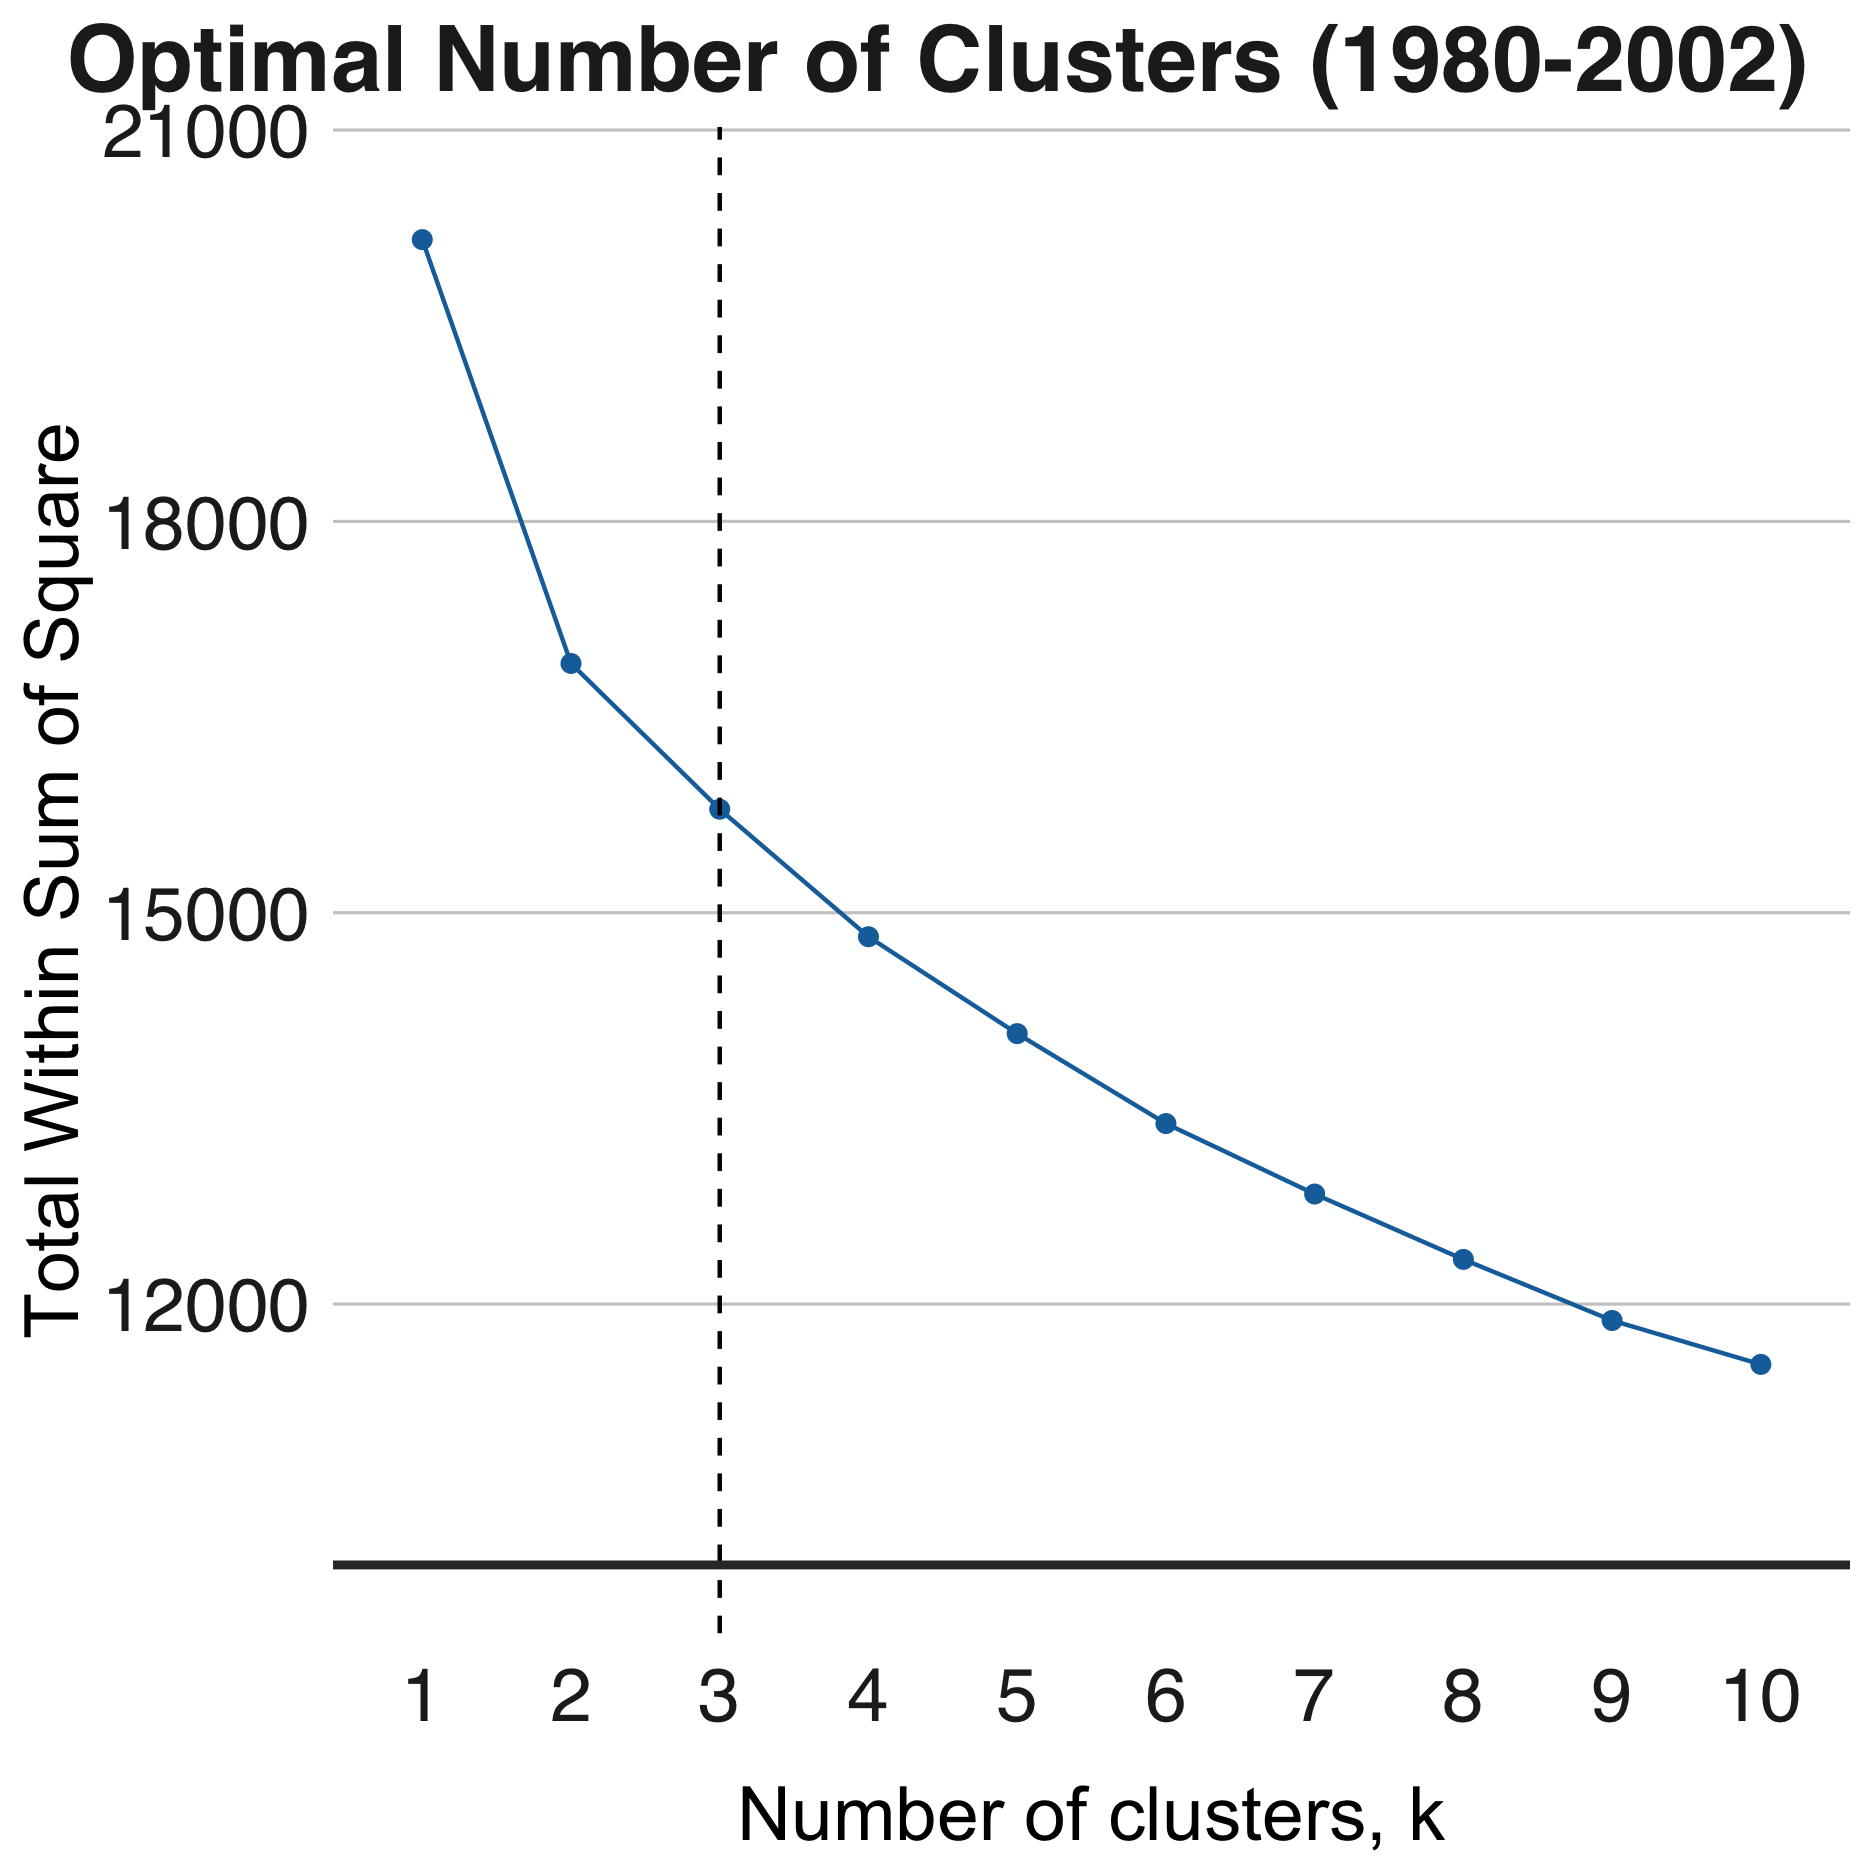 Optimal Number of Clusters (1980-2002)
21000
18000
15000
12000
Total Within Sum of Square
1 2 3 4 5 6 7 8 9 10
Number of clusters, k